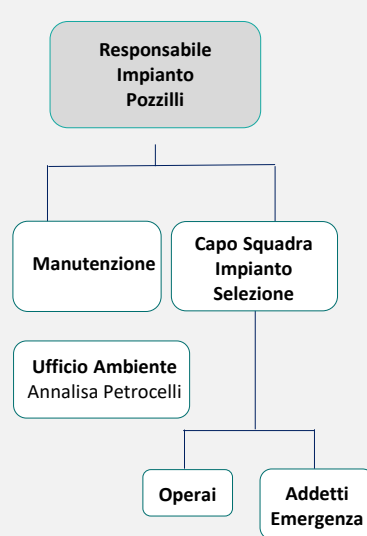 Responsabile
Impianto
Pozzilli
Manutenzione
Capo Squadra
Impianto
Selezione
Ufficio Ambiente
Annalisa Petrocelli
Operai
Addetti
Emergenza